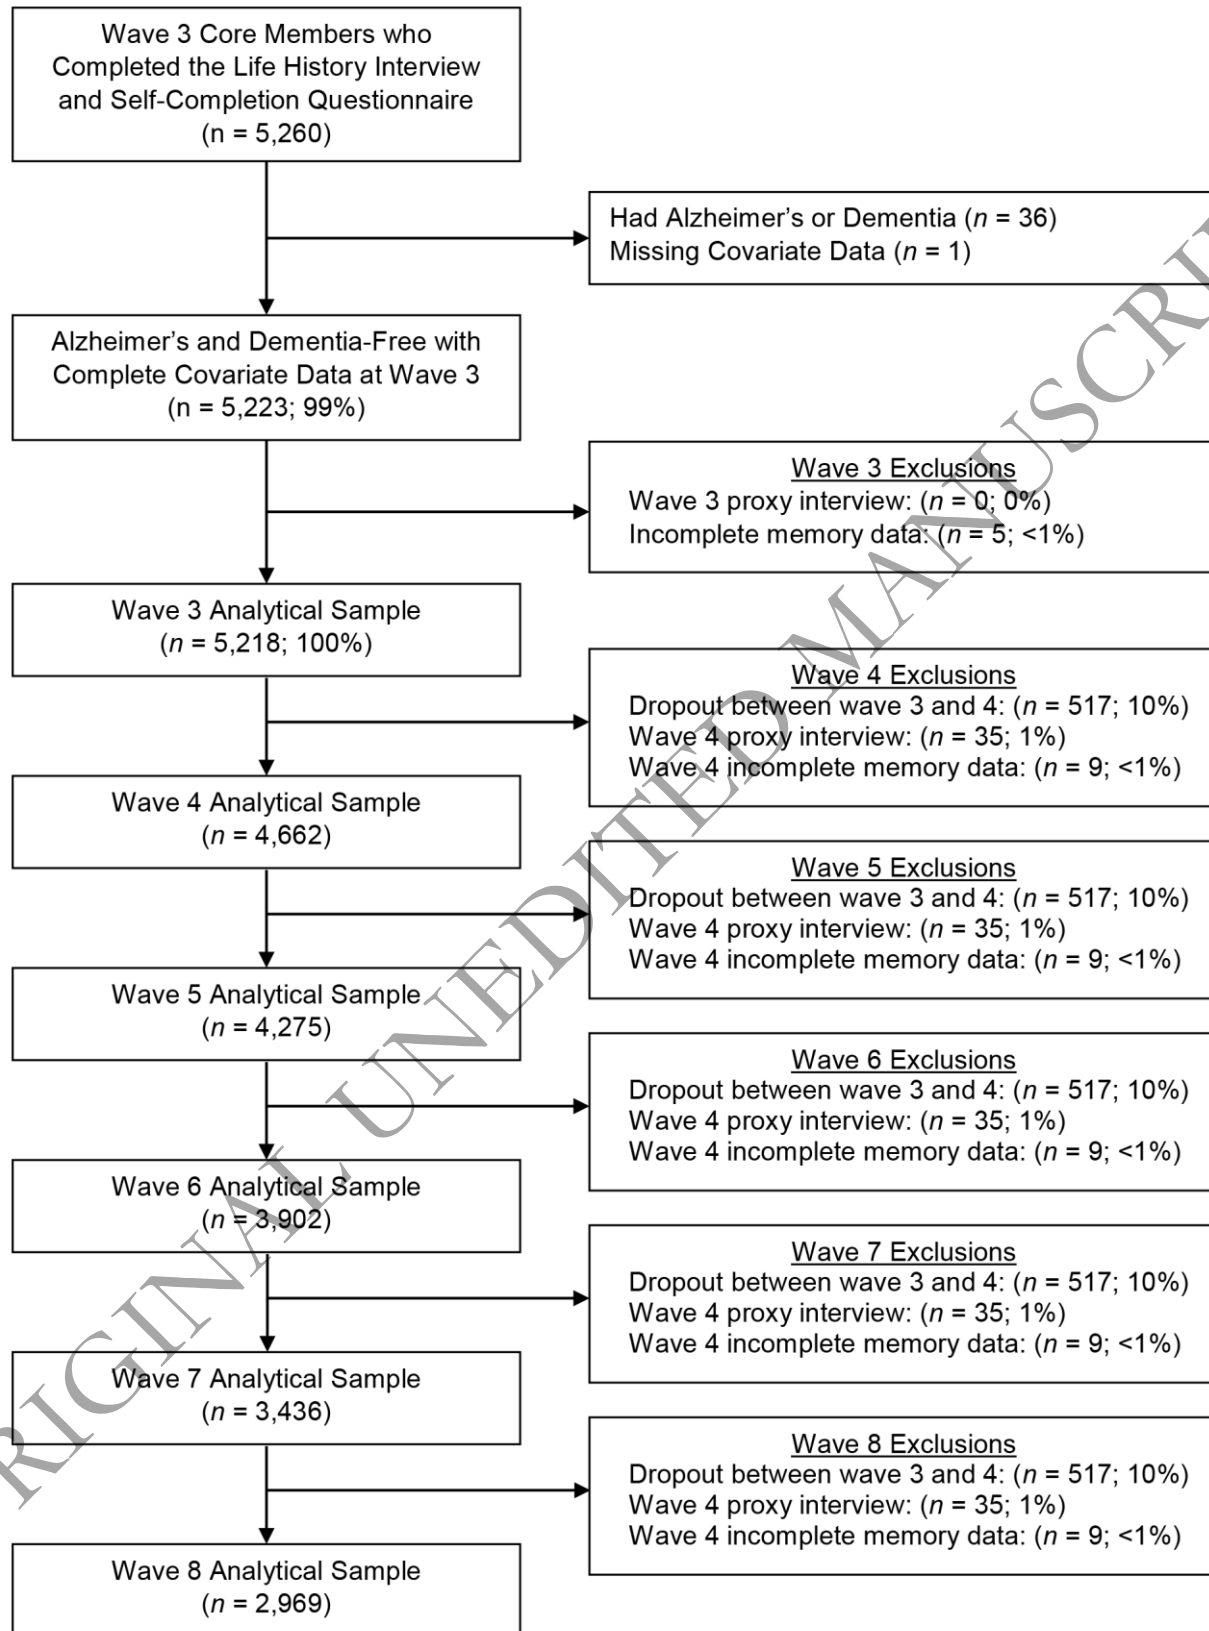 Wave 3 Core Members who
Completed the Life History Interview
and Self-Completion Questionnaire
(n = 5,260)
Had Alzheimer’s or Dementia (n = 36)
Missing Covariate Data (n = 1)
Alzheimer’s and Dementia-Free with
Complete Covariate Data at Wave 3
(n = 5,223; 99%)
Wave 3 Exclusions
Wave 3 proxy interview: (n = 0; 0%)
Incomplete memory data: (n = 5; <1%)
Wave 3 Analytical Sample
(n = 5,218; 100%)
Wave 4 Exclusions
Dropout between wave 3 and 4: (n = 517; 10%)
Wave 4 proxy interview: (n = 35; 1%)
Wave 4 incomplete memory data: (n = 9; <1%)
Wave 4 Analytical Sample
(n = 4,662)
Wave 5 Exclusions
Dropout between wave 3 and 4: (n = 517; 10%)
Wave 4 proxy interview: (n = 35; 1%)
Wave 4 incomplete memory data: (n = 9; <1%)
Wave 5 Analytical Sample
(n = 4,275)
Wave 6 Exclusions
Dropout between wave 3 and 4: (n = 517; 10%)
Wave 4 proxy interview: (n = 35; 1%)
Wave 4 incomplete memory data: (n = 9; <1%)
Wave 6 Analytical Sample
(n = 3,902)
Wave 7 Exclusions
Dropout between wave 3 and 4: (n = 517; 10%)
Wave 4 proxy interview: (n = 35; 1%)
Wave 4 incomplete memory data: (n = 9; <1%)
Wave 7 Analytical Sample
(n = 3,436)
Wave 8 Exclusions
Dropout between wave 3 and 4: (n = 517; 10%)
Wave 4 proxy interview: (n = 35; 1%)
Wave 4 incomplete memory data: (n = 9; <1%)
Wave 8 Analytical Sample
(n = 2,969)
RIGINAL UNEDITED MANUSCRI